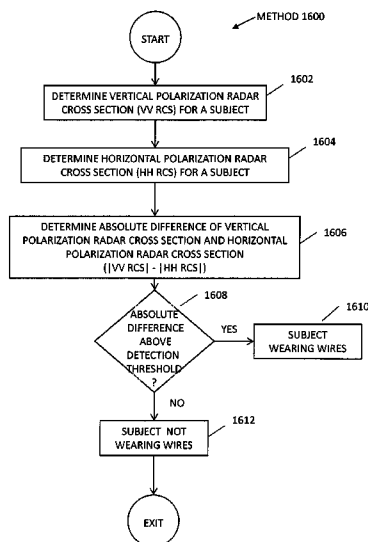 METHOD 1600
START
1602
DETERMINE VERTICAL POLARIZATION RADAR
CROSS SECTION (VV RCS) FOR A SUBJECT
1604
DETERMINE HORIZONTAL POLARIZATION RADAR
CROSS SECTION (HH RCS) FOR A SUBJECT
DETERMINE ABSOLUTE DIFFERENCE OF VERTICAL
POLARIZATION RADAR CROSS SECTION AND HORIZONTAL
POLARIZATION RADAR CROSS SECTION
(|VV RCS| - |HH RCS|)
1606
1608
ABSOLUTE
DIFFERENCE
ABOVE
DETECTION
THRESHOLD
?
YES
1610
SUBJECT
WEARING WIRES
NO
1612
SUBJECT NOT
WEARING WIRES
EXIT